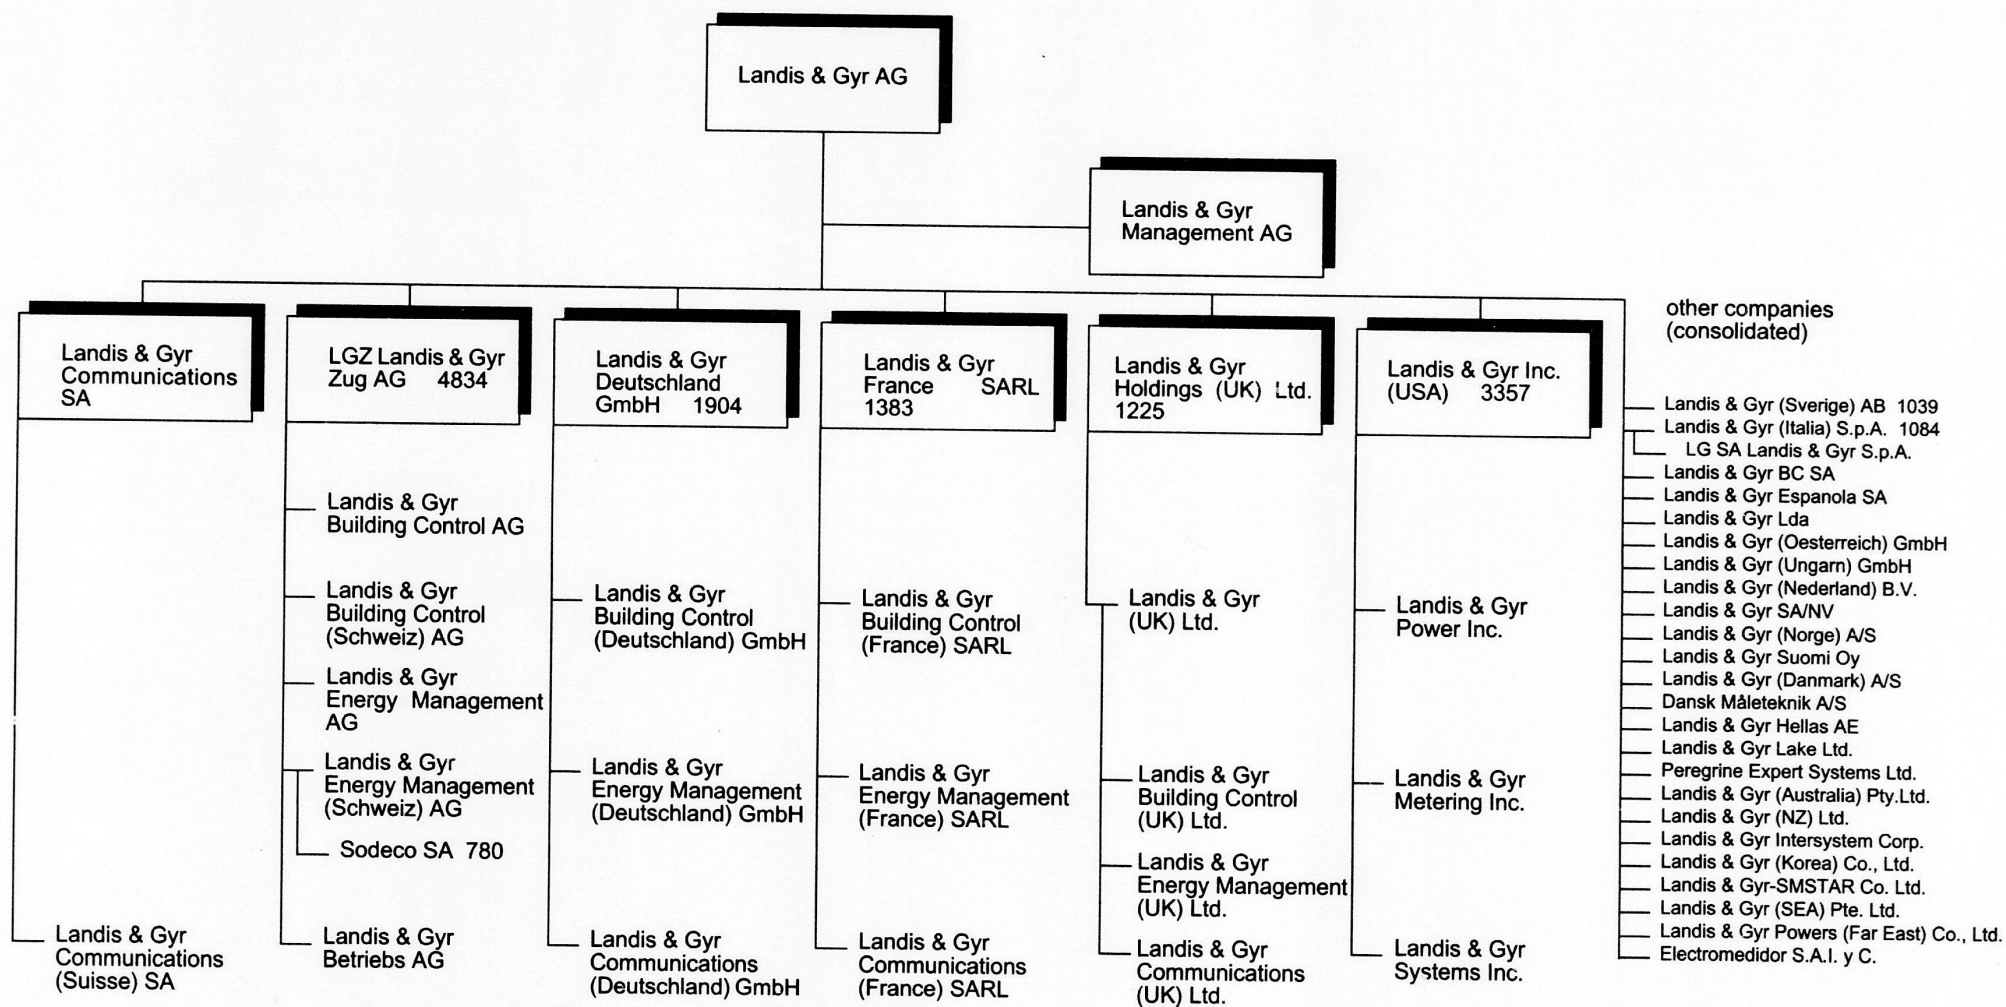 Landis & Gyr AG
Landis & Gyr
Management AG
Landis & Gyr
Communications
SA
LGZ Landis & Gyr
Zug AG 4834
Landis & Gyr
Deutschland
GmbH 1904
Landis & Gyr
France SARL
1383
Landis & Gyr
Holdings (UK) Ltd.
1225
Landis & Gyr Inc.
(USA) 3357
other companies
(consolidated)
Landis & Gyr
Communications
(Suisse) SA
Landis & Gyr
Building Control AG
Landis & Gyr
Building Control
(Schweiz) AG
Landis & Gyr
Energy Management
AG
Landis & Gyr
Energy Management
(Schweiz) AG
Sodeco SA 780
Landis & Gyr
Betriebs AG
Landis & Gyr
Building Control
(Deutschland) GmbH
Landis & Gyr
Energy Management
(Deutschland) GmbH
Landis & Gyr
Communications
(Deutschland) GmbH
Landis & Gyr
Building Control
(France) SARL
Landis & Gyr
Energy Management
(France) SARL
Landis & Gyr
Communications
(France) SARL
Landis & Gyr
(UK) Ltd.
Landis & Gyr
Building Control
(UK) Ltd.
Landis & Gyr
Energy Management
(UK) Ltd.
Landis & Gyr
Communications
(UK) Ltd.
Landis & Gyr
Power Inc.
Landis & Gyr
Metering Inc.
Landis & Gyr
Systems Inc.
Landis & Gyr (Sverige) AB 1039
Landis & Gyr (Italia) S.p.A. 1084
LG SA Landis & Gyr S.p.A.
Landis & Gyr BC SA
Landis & Gyr Espanola SA
Landis & Gyr Lda
Landis & Gyr (Oesterreich) GmbH
Landis & Gyr (Ungarn) GmbH
Landis & Gyr (Nederland) B.V.
Landis & Gyr SA/NV
Landis & Gyr (Norge) A/S
Landis & Gyr Suomi Oy
Landis & Gyr (Danmark) A/S
Dansk Måleteknik A/S
Landis & Gyr Hellas AE
Landis & Gyr Lake Ltd.
Peregrine Expert Systems Ltd.
Landis & Gyr (Australia) Pty.Ltd.
Landis & Gyr (NZ) Ltd.
Landis & Gyr Intersystem Corp.
Landis & Gyr (Korea) Co., Ltd.
Landis & Gyr-SMSTAR Co. Ltd.
Landis & Gyr (SEA) Pte. Ltd.
Landis & Gyr Powers (Far East) Co., Ltd.
Electromedidor S.A.I. y C.